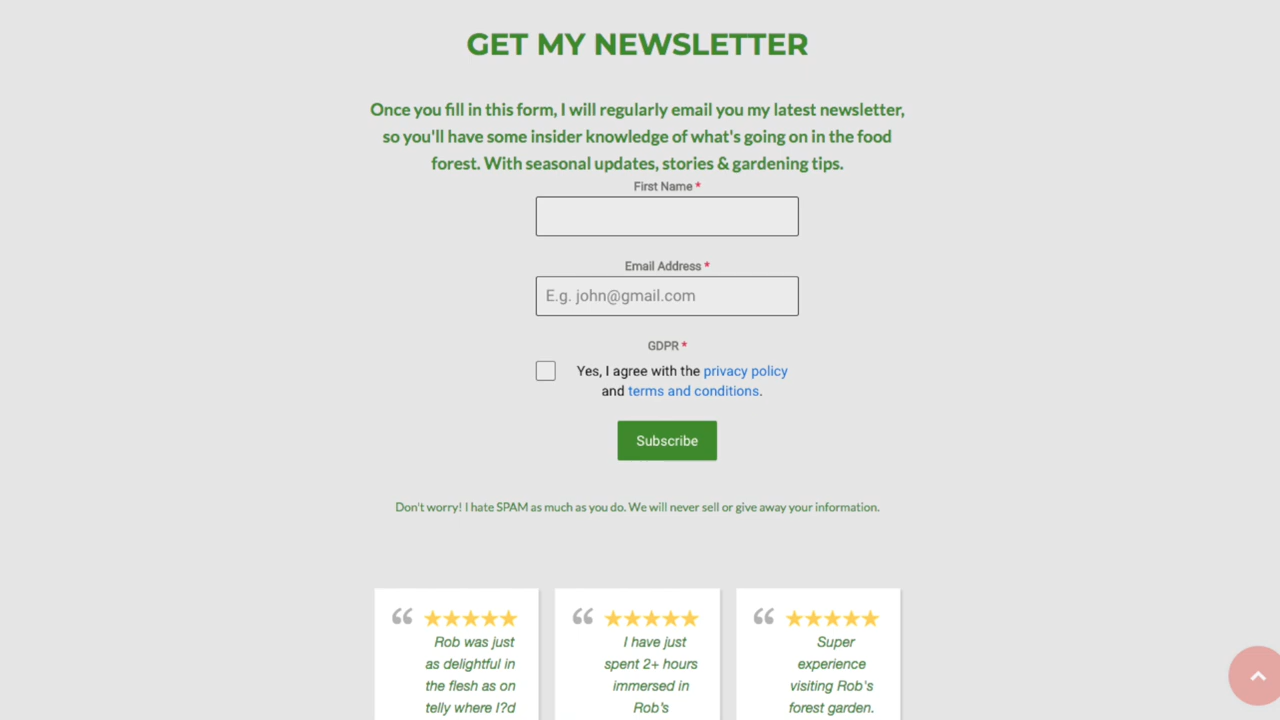 GET MY NEWSLETTER
Once you fill in this form, I will regularly email you my latest newsletter,
so you'll have some insider knowledge of what's going on in the food
forest. With seasonal updates, stories & gardening tips.
First Name *
Email Address *
E.g. john@gmail.com
GDPR *
Yes, I agree with the privacy policy
and terms and conditions.
Subscribe
Don't worry! I hate SPAM as much as you do. We will never sell or give away your information.
Rob was just
as delightful in
the flesh as on
telly where I?d
I have just
spent 2+ hours
immersed in
Rob's
Super
experience
visiting Rob's
forest garden.